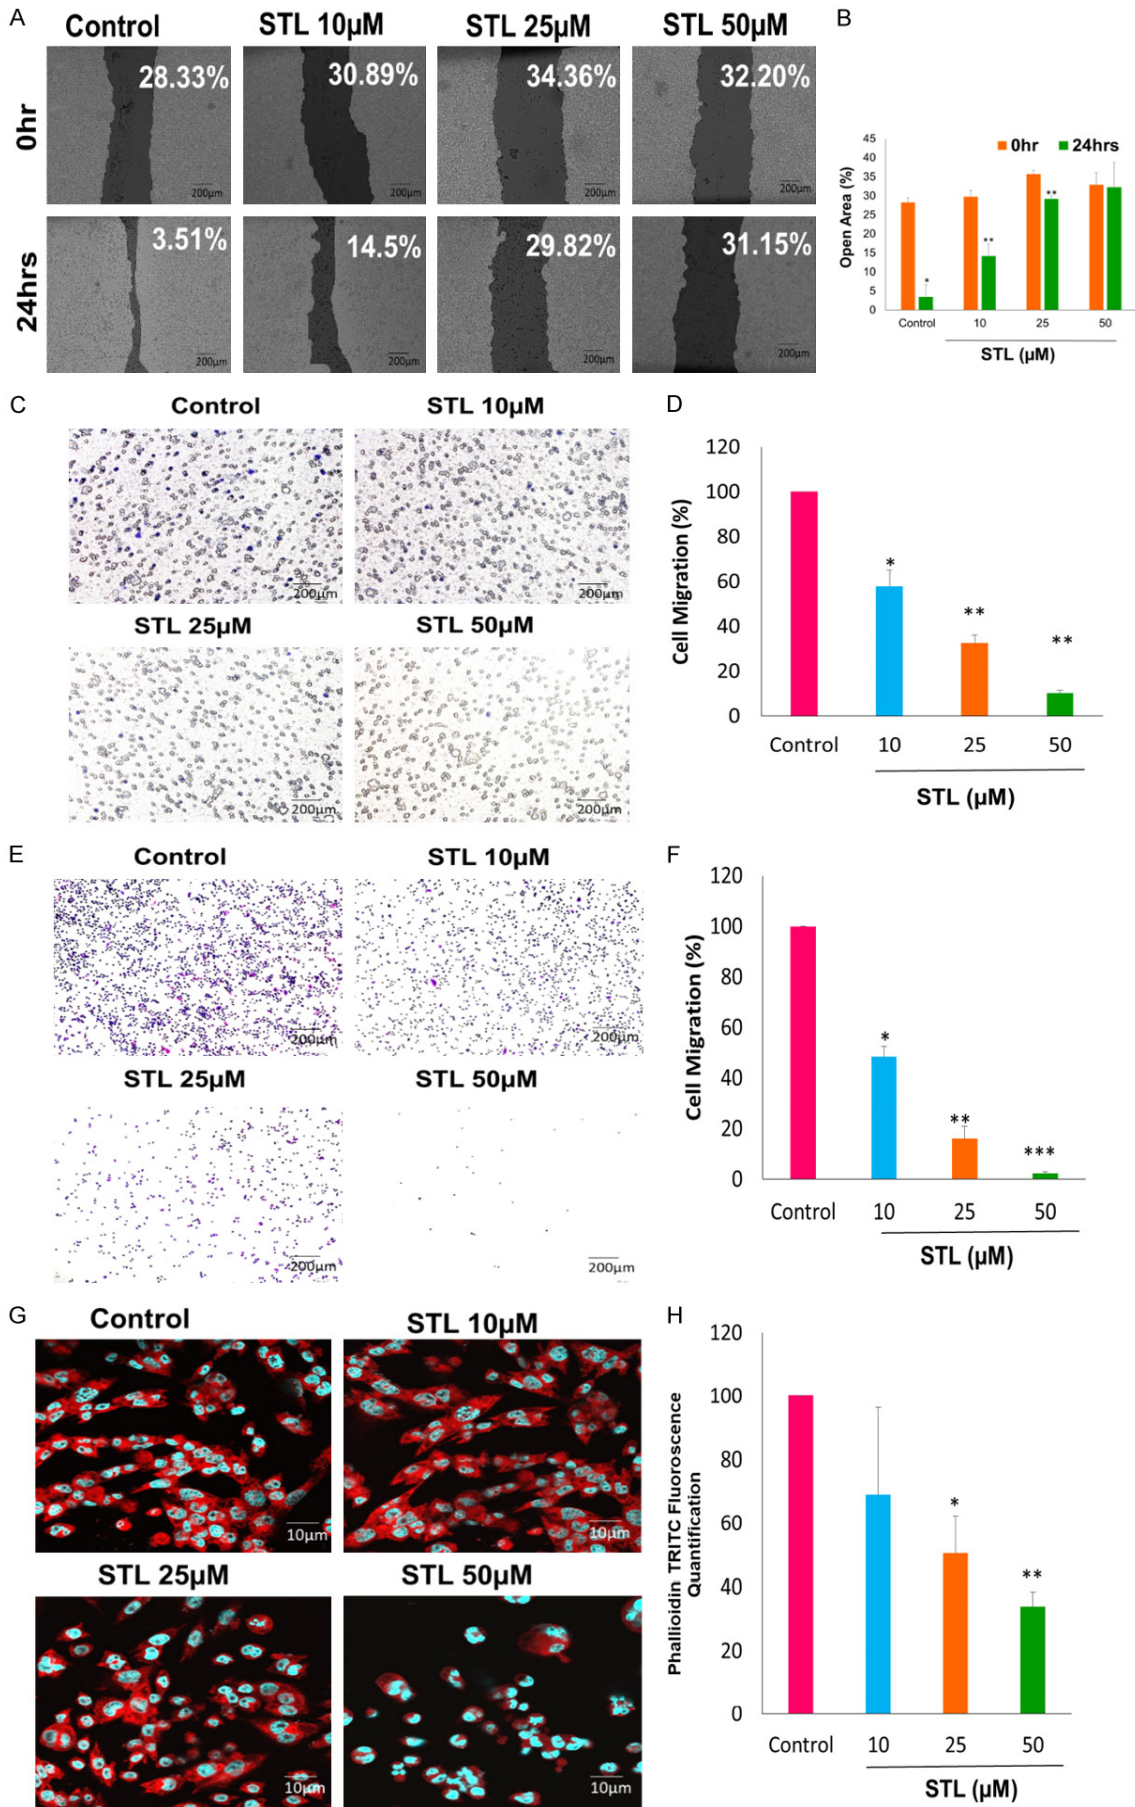 A
Control STL 10µM STL 25µM STL 50µM
0hr
28.33% 30.89% 34.36% 32.20%
200µm 200µm 200µm 200µm
24hrs
3.51% 14.5% 29.82% 31.15%
200µm 200µm 200µm 200µm
B
0hr 24hrs
Open Area (%)
45
40
35
30
25
20
15
10
5
0
* ** **
Control 10 25 50
STL (µM)
C
Control STL 10µM
200µm 200µm
STL 25µM STL 50µM
200µm 200µm
D
Cell Migration (%)
120
100
80
60
40
20
0
* ** **
Control 10 25 50
STL (µM)
E
Control STL 10µM
200µm 200µm
STL 25µM STL 50µM
200µm 200µm
F
Cell Migration (%)
120
100
80
60
40
20
0
* ** ***
Control 10 25 50
STL (µM)
G
Control STL 10µM
10µm 10µm
STL 25µM STL 50µM
10µm 10µm
H
Phallioidin TRITC Fluoroscence
Quantification
120
100
80
60
40
20
0
* **
Control 10 25 50
STL (µM)